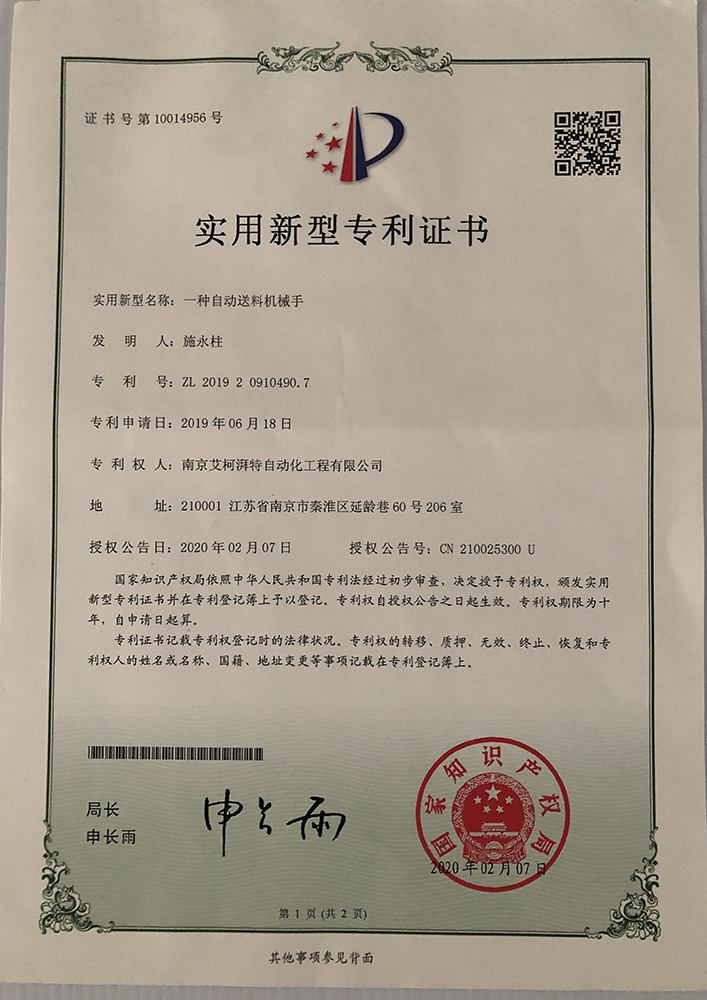 证书号第10014956号
实用新型专利证书
实用新型名称：一种自动送料机械手
发明人：施永柱
专利号：ZL 2019 2 0910490.7
专利申请日：2019年06月18日
专利权人：南京艾柯湃特自动化工程有限公司
地址：210001 江苏省南京市秦淮区延龄巷60号206室
授权公告日：2020年02月07日 授权公告号：CN 210025300 U
国家知识产权局依照中华人民共和国专利法经过初步审查，决定授予专利权，颁发实用
新型专利证书并在专利登记簿上予以登记。专利权自授权公告之日起生效。专利权期限为十
年，自申请日起算。
专利证书记载专利权登记时的法律状况。专利权的转移、质押、无效、终止、恢复和专
利权人的姓名或名称、国籍、地址变更等事项记载在专利登记簿上。
局长
申长雨
申长雨
国家知识产权局
2020年02月07日
第1页(共2页)
其他事项参见背面